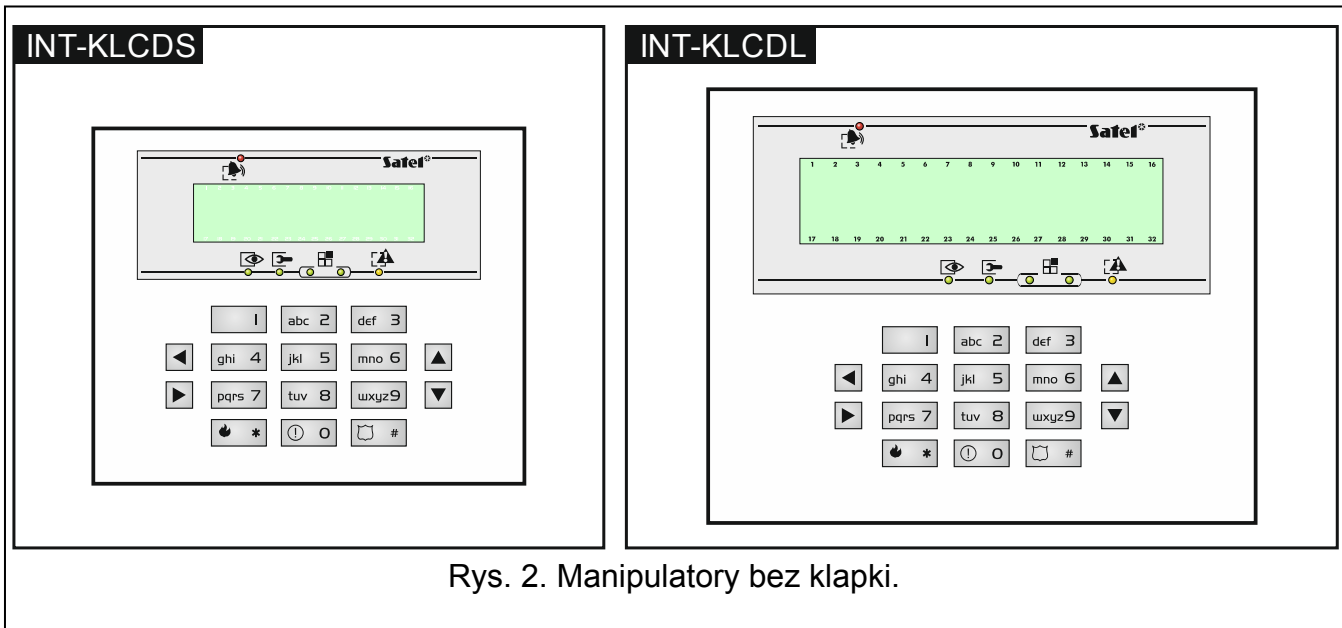 INT-KLCDS
Satel
1
abc 2
def 3
ghi 4
jkl 5
mno 6
pqrs 7
tuv 8
wxyz9
*
0
#
INT-KLCDL
Satel
1 2 3 4 5 6 7 8 9 10 11 12 13 14 15 16
17 18 19 20 21 22 23 24 25 26 27 28 29 30 31 32
1
abc 2
def 3
ghi 4
jkl 5
mno 6
pqrs 7
tuv 8
wxyz9
*
0
#
Rys. 2. Manipulatory bez klapki.